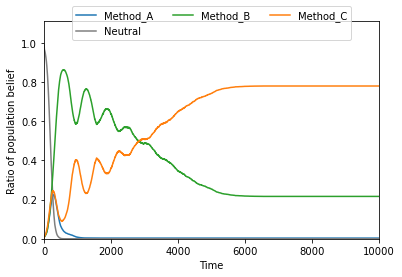 Method_A Method_B Method_C
Neutral
Ratio of population belief
1.0
0.8
0.6
0.4
0.2
0.0
0 2000 4000 6000 8000 10000
Time